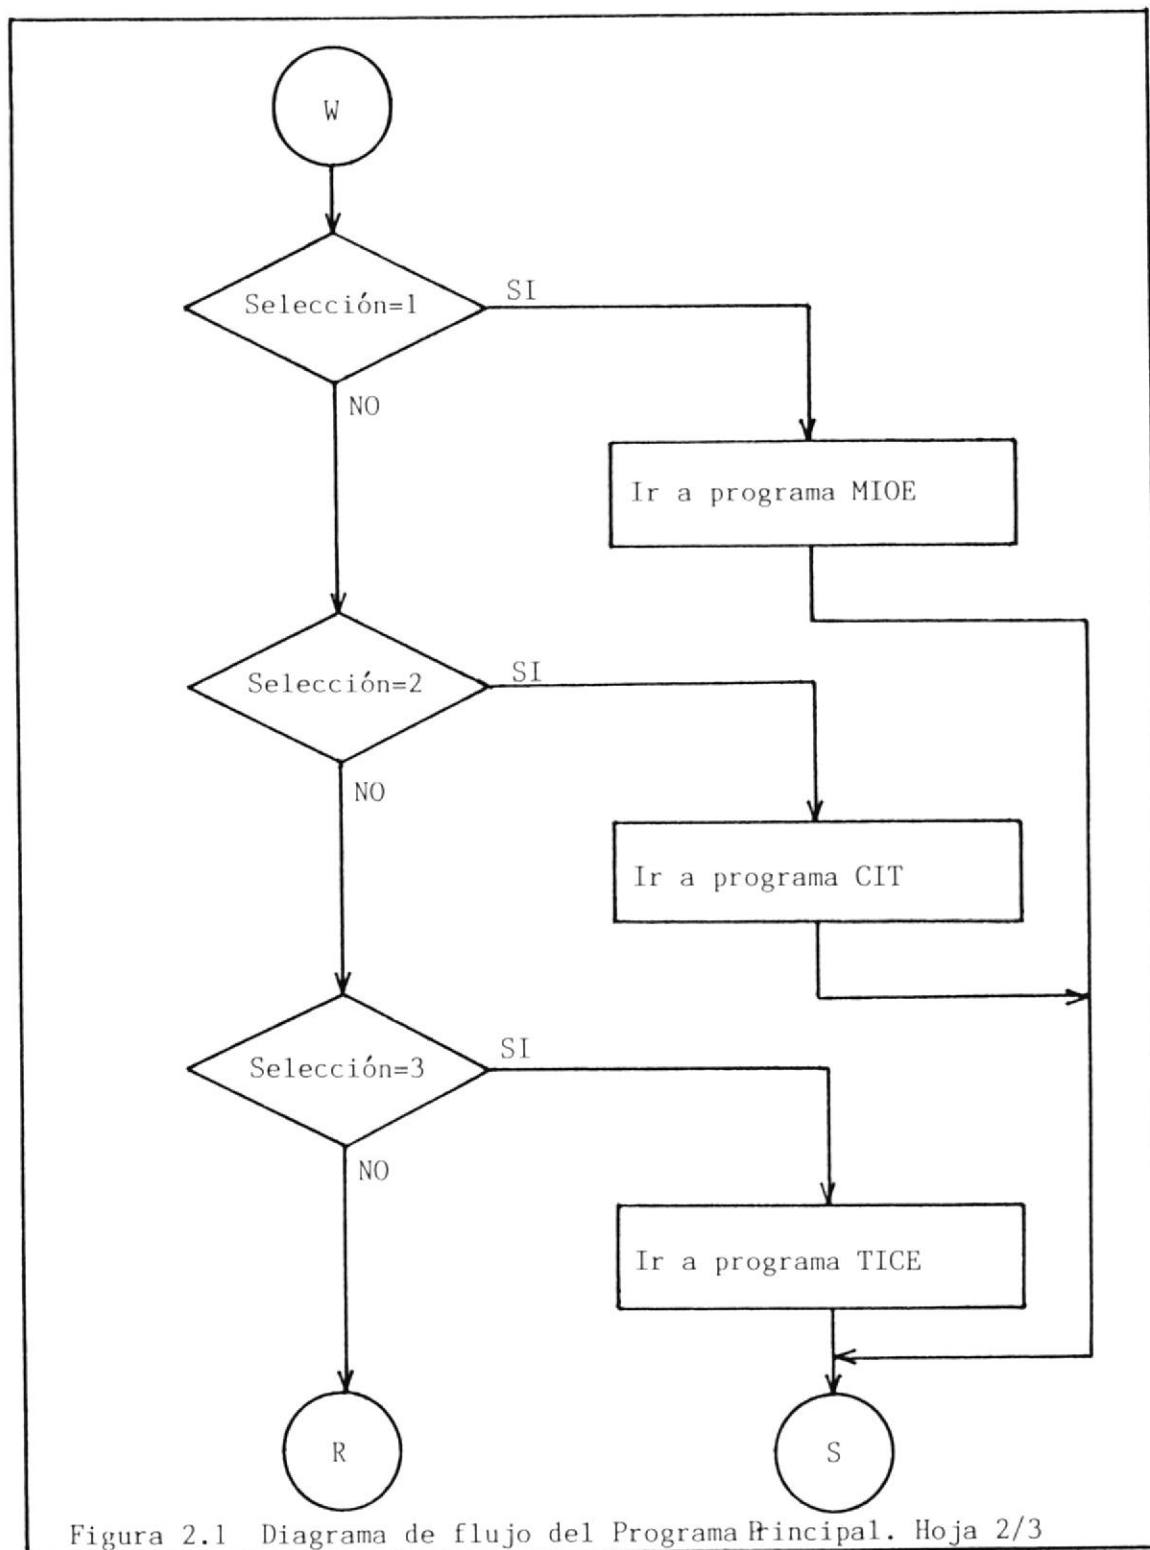 W
Selección=1
SI
NO
Ir a programa MIOE
Selección=2
SI
NO
Ir a programa CIT
Selección=3
SI
NO
Ir a programa TICE
R
S
Figura 2.1 Diagrama de flujo del Programa Principal. Hoja 2/3